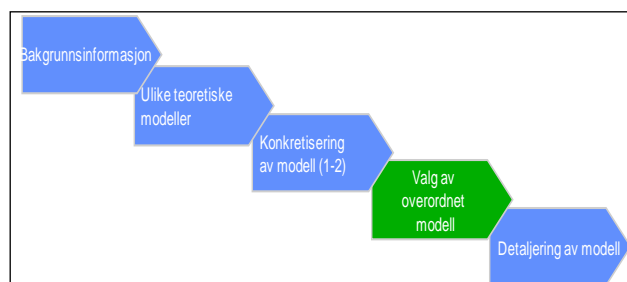 Bakgrunnsinformasjon
Ulike teoretiske
modeller
Konkretisering
av modell (1-2)
Valg av
overordnet
modell
Detaljering av modell